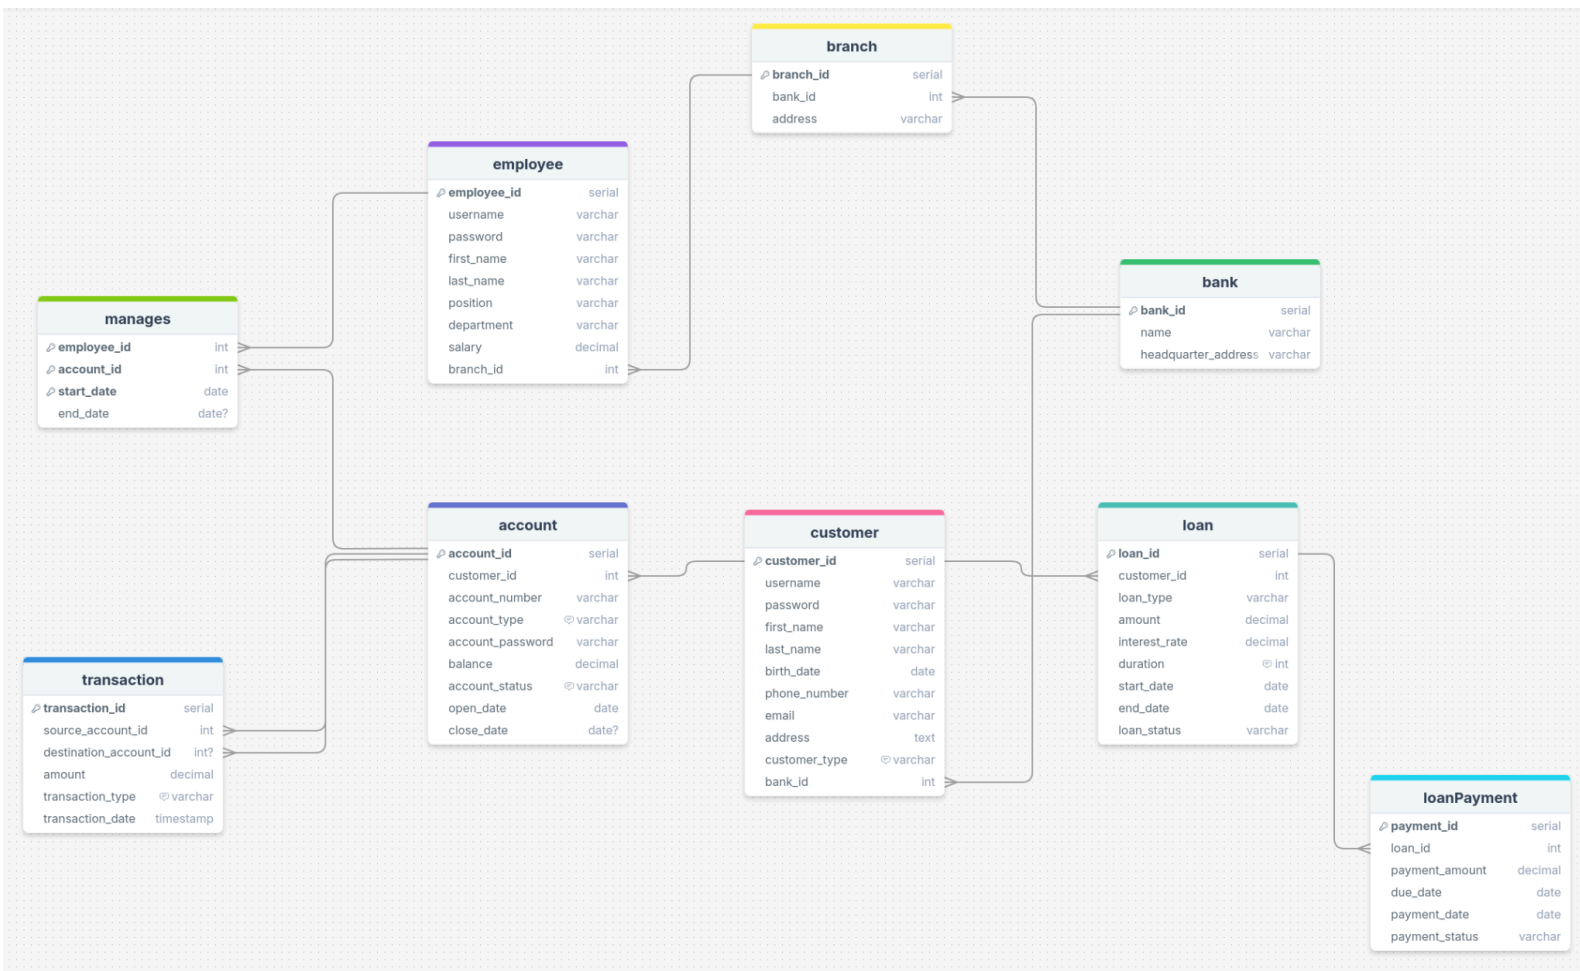 branch
branch_id serial
bank_id int
address varchar
employee
employee_id serial
username varchar
password varchar
first_name varchar
last_name varchar
position varchar
department varchar
salary decimal
branch_id int
bank
bank_id serial
name varchar
headquarter_address varchar
manages
employee_id int
account_id int
start_date date
end_date date?
account
account_id serial
customer_id int
account_number varchar
account_type varchar
account_password varchar
balance decimal
account_status varchar
open_date date
close_date date?
customer
customer_id serial
username varchar
password varchar
first_name varchar
last_name varchar
birth_date date
phone_number varchar
email varchar
address text
customer_type varchar
bank_id int
loan
loan_id serial
customer_id int
loan_type varchar
amount decimal
interest_rate decimal
duration int
start_date date
end_date date
loan_status varchar
transaction
transaction_id serial
source_account_id int
destination_account_id int?
amount decimal
transaction_type varchar
transaction_date timestamp
loanPayment
payment_id serial
loan_id int
payment_amount decimal
due_date date
payment_date date
payment_status varchar